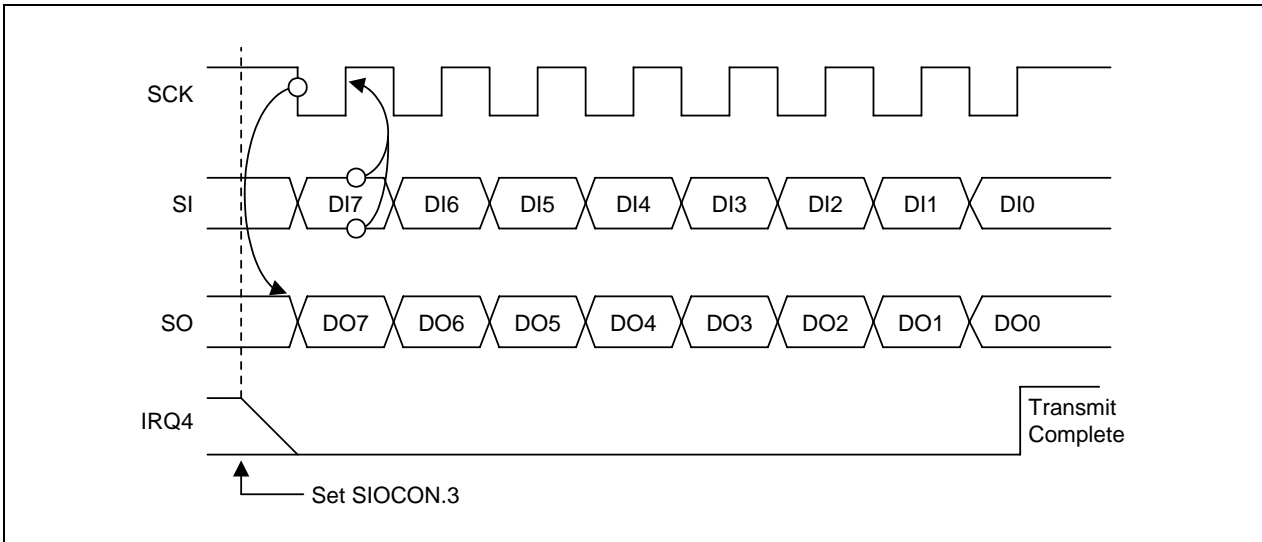 SCK
SI
DI7 DI6 DI5 DI4 DI3 DI2 DI1 DI0
SO
DO7 DO6 DO5 DO4 DO3 DO2 DO1 DO0
IRQ4
Transmit
Complete
Set SIOCON.3